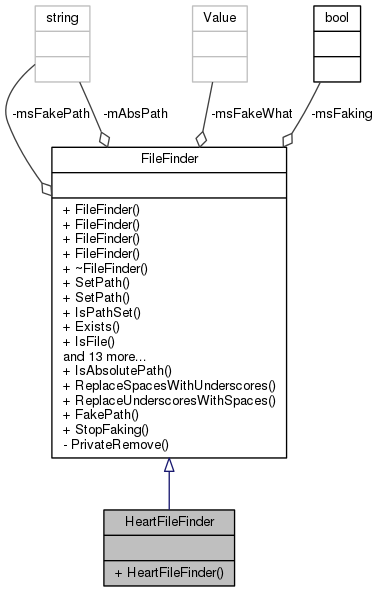 string
Value
bool
-msFakePath
-mAbsPath
-msFakeWhat
-msFaking
FileFinder
+ FileFinder()
+ FileFinder()
+ FileFinder()
+ FileFinder()
+ ~FileFinder()
+ SetPath()
+ SetPath()
+ IsPathSet()
+ Exists()
+ IsFile()
and 13 more...
+ IsAbsolutePath()
+ ReplaceSpacesWithUnderscores()
+ ReplaceUnderscoresWithSpaces()
+ FakePath()
+ StopFaking()
- PrivateRemove()
HeartFileFinder
+ HeartFileFinder()